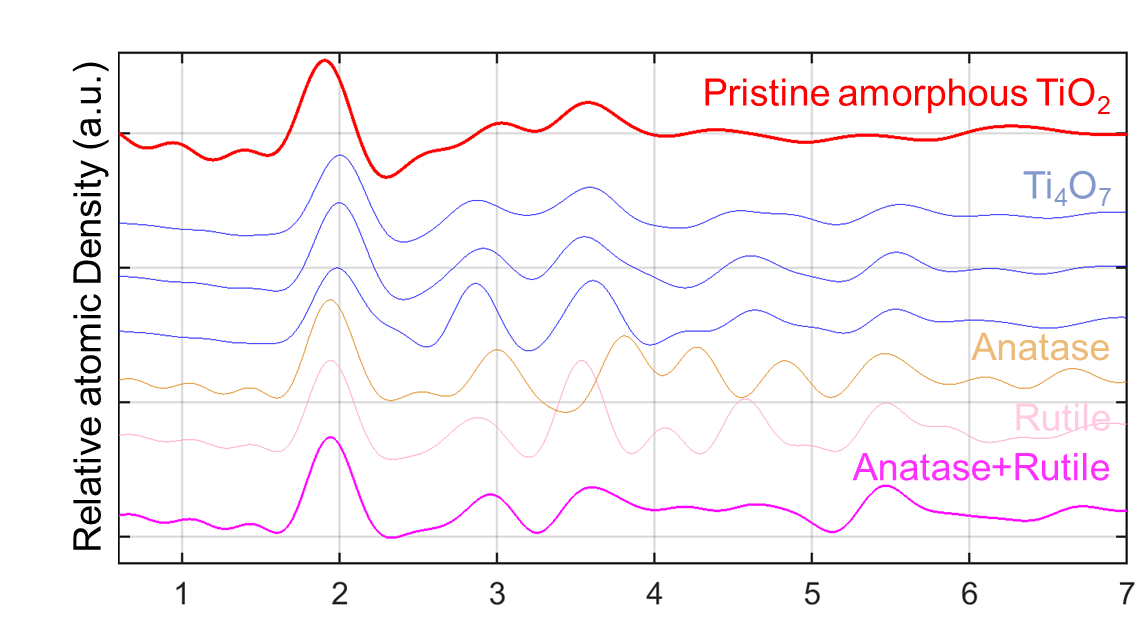 Relative atomic Density (a.u.)
Pristine amorphous TiO₂
Ti₄O₇
Anatase
Rutile
Anatase+Rutile
1 2 3 4 5 6 7